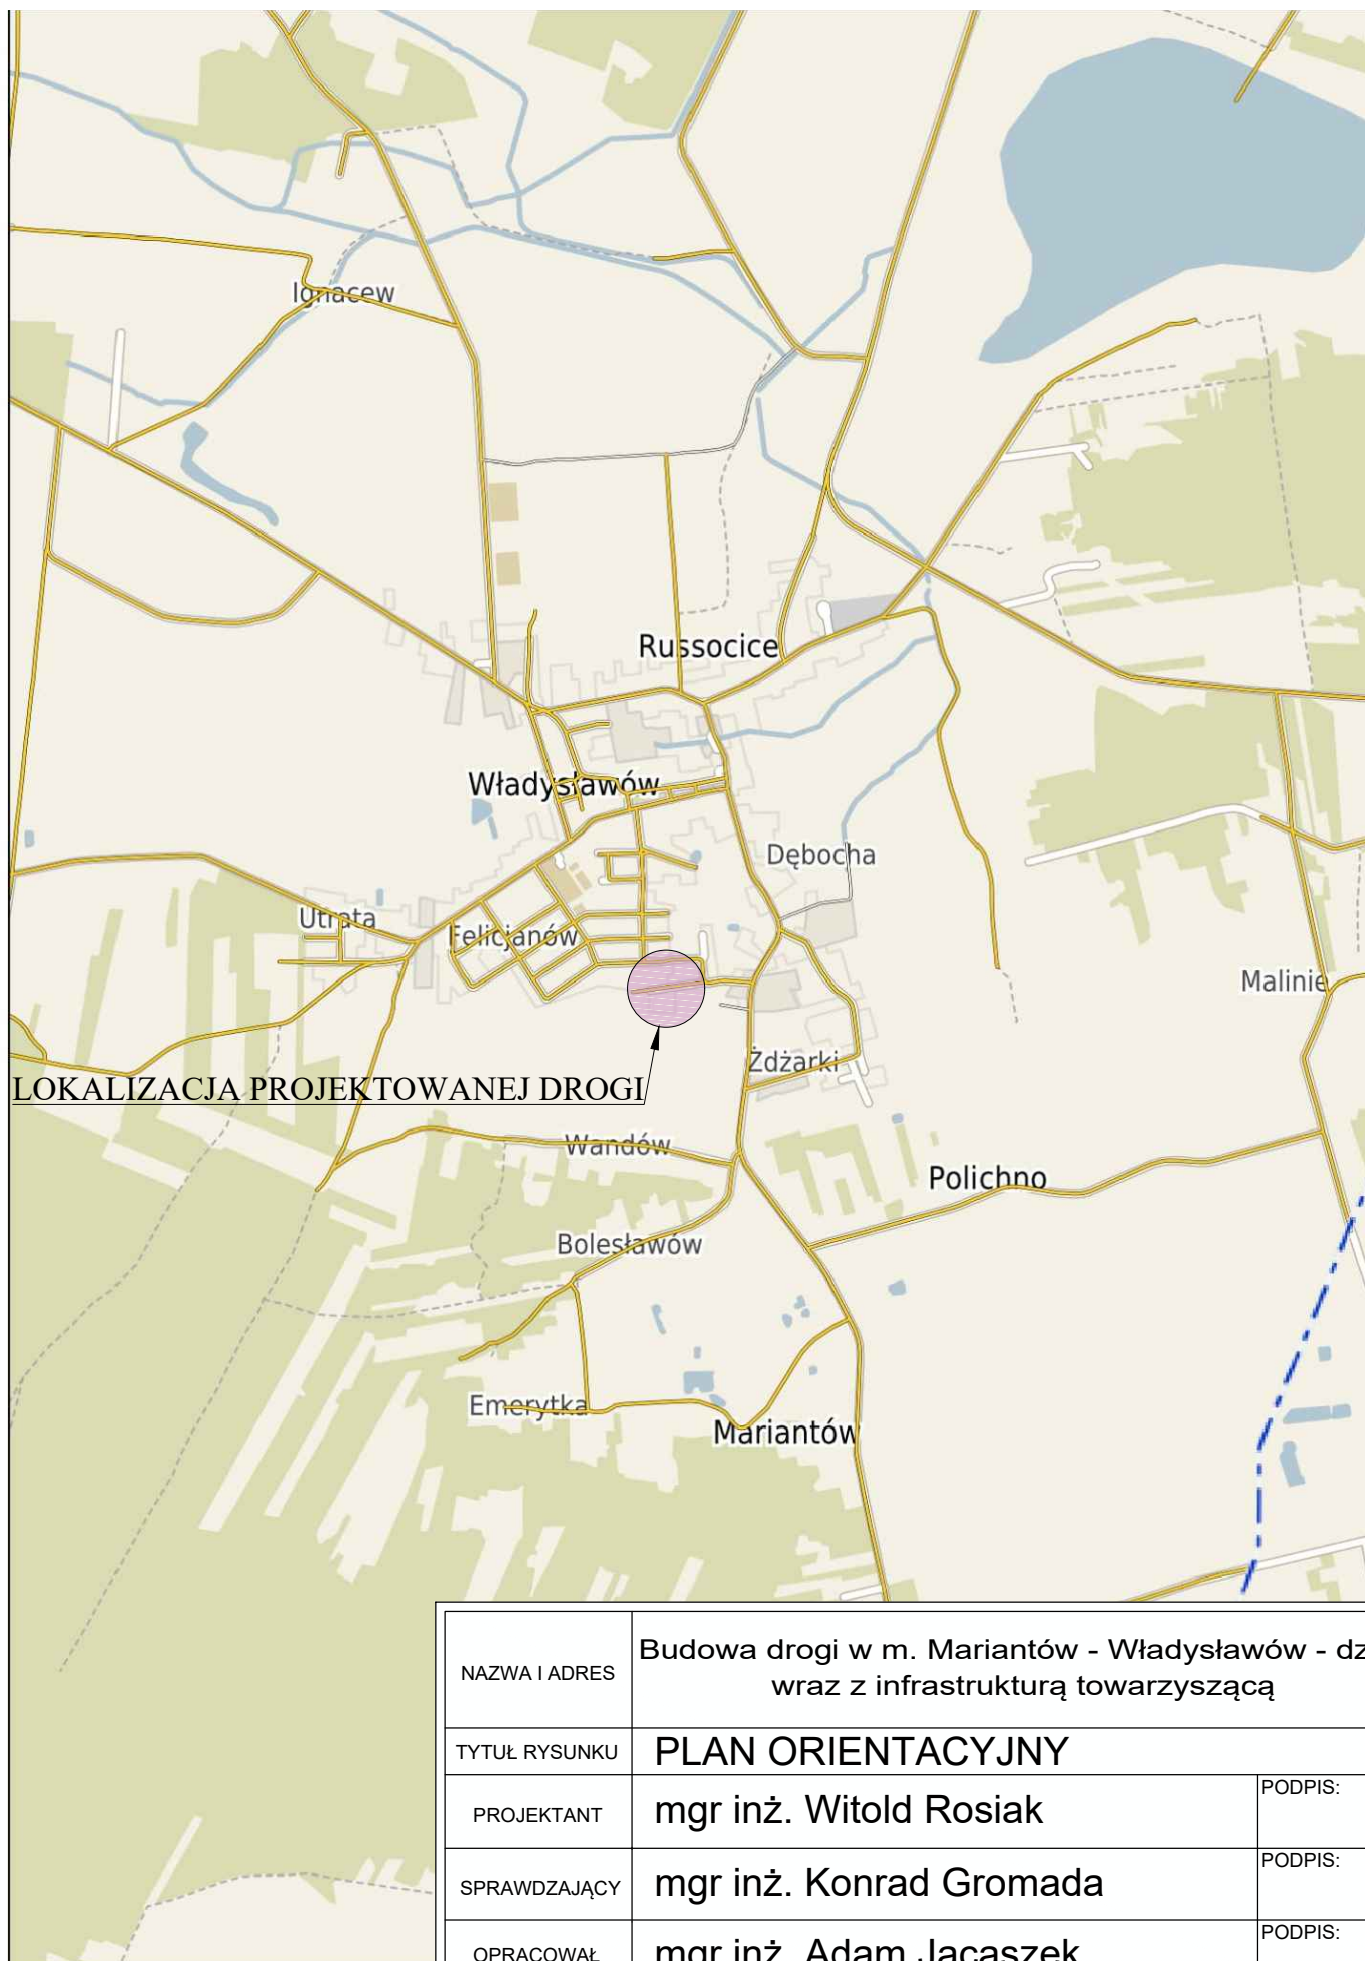 Ignacew
Russocice
Władysławów
Dębocha
Utrata
Felicjanów
Malinie
Żdżarki
LOKALIZACJA PROJEKTOWANEJ DROGI
Wandów
Polichno
Bolesławów
Emerytka
Mariantów
NAZWA I ADRES
Budowa drogi w m. Mariantów - Władysławów - dz
wraz z infrastrukturą towarzyszącą
TYTUŁ RYSUNKU
PLAN ORIENTACYJNY
PROJEKTANT
mgr inż. Witold Rosiak
PODPIS:
SPRAWDZAJĄCY
mgr inż. Konrad Gromada
PODPIS:
OPRACOWAŁ
mgr inż. Adam Jacaszek
PODPIS: